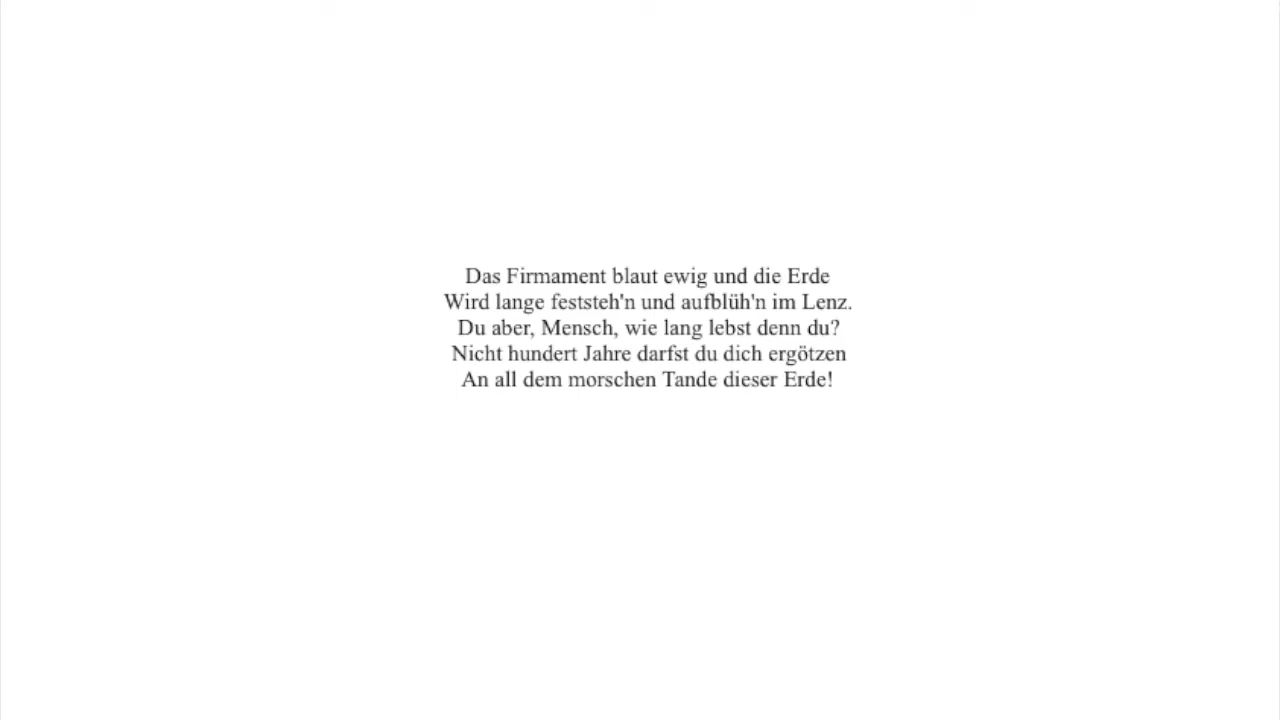 Das Firmament blaut ewig und die Erde
Wird lange feststeh'n und aufblüh'n im Lenz.
Du aber, Mensch, wie lang lebst denn du?
Nicht hundert Jahre darfst du dich ergötzen
An all dem morschen Tande dieser Erde!